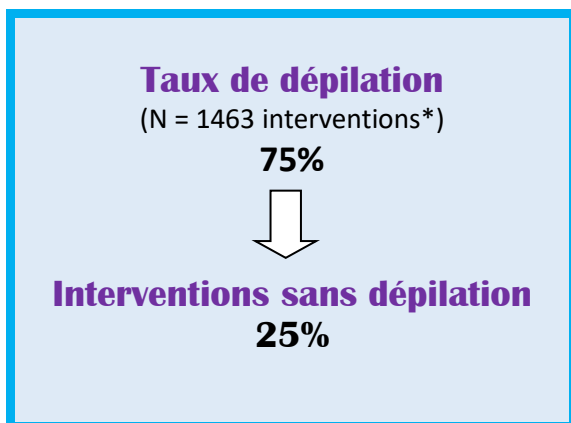 Taux de dépilation
(N = 1463 interventions*)
75%
Interventions sans dépilation
25%